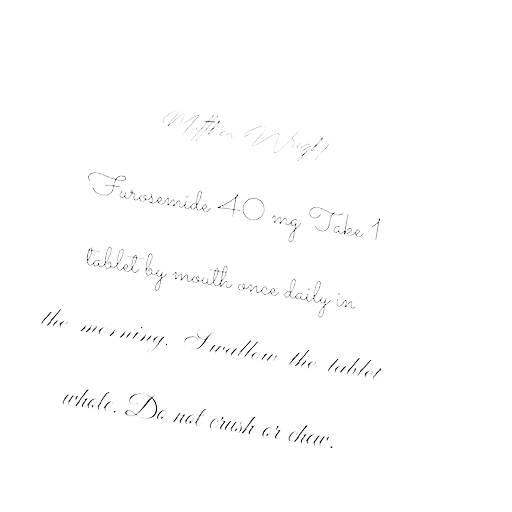 Matthew Wright
Furosemide 40 mg Take 1
tablet by mouth once daily in
the morning. Swallow the tablet
whole. Do not crush or chew.